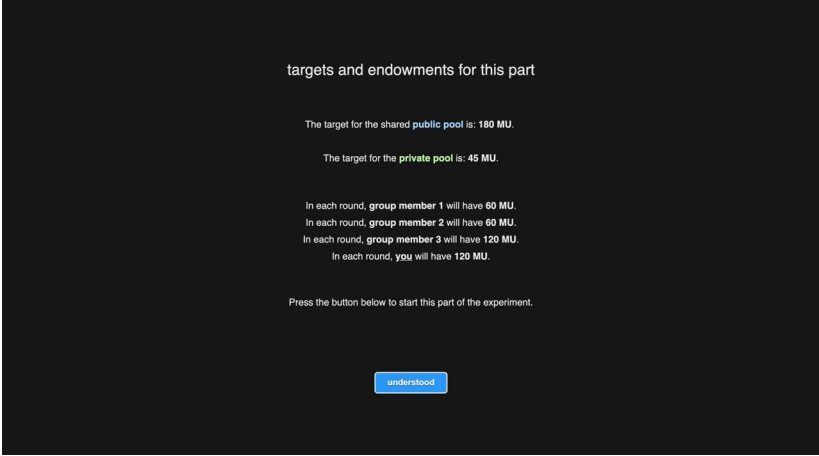 targets and endowments for this part
The target for the shared public pool is: 180 MU.
The target for the private pool is: 45 MU.
In each round, group member 1 will have 60 MU.
In each round, group member 2 will have 60 MU.
In each round, group member 3 will have 120 MU.
In each round, you will have 120 MU.
Press the button below to start this part of the experiment.
understood